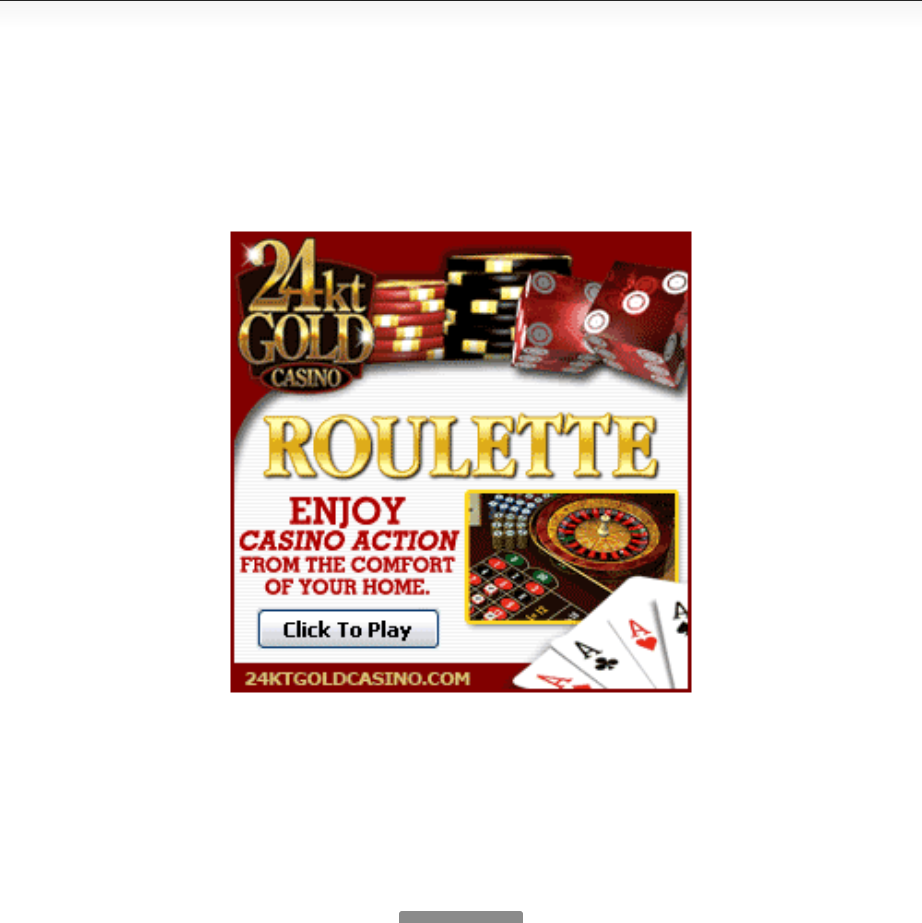 24kt
GOLD
CASINO
ROULETTE
ENJOY
CASINO ACTION
FROM THE COMFORT
OF YOUR HOME.
Click To Play
24KTGOLDCASINO.COM
A
A
A
A